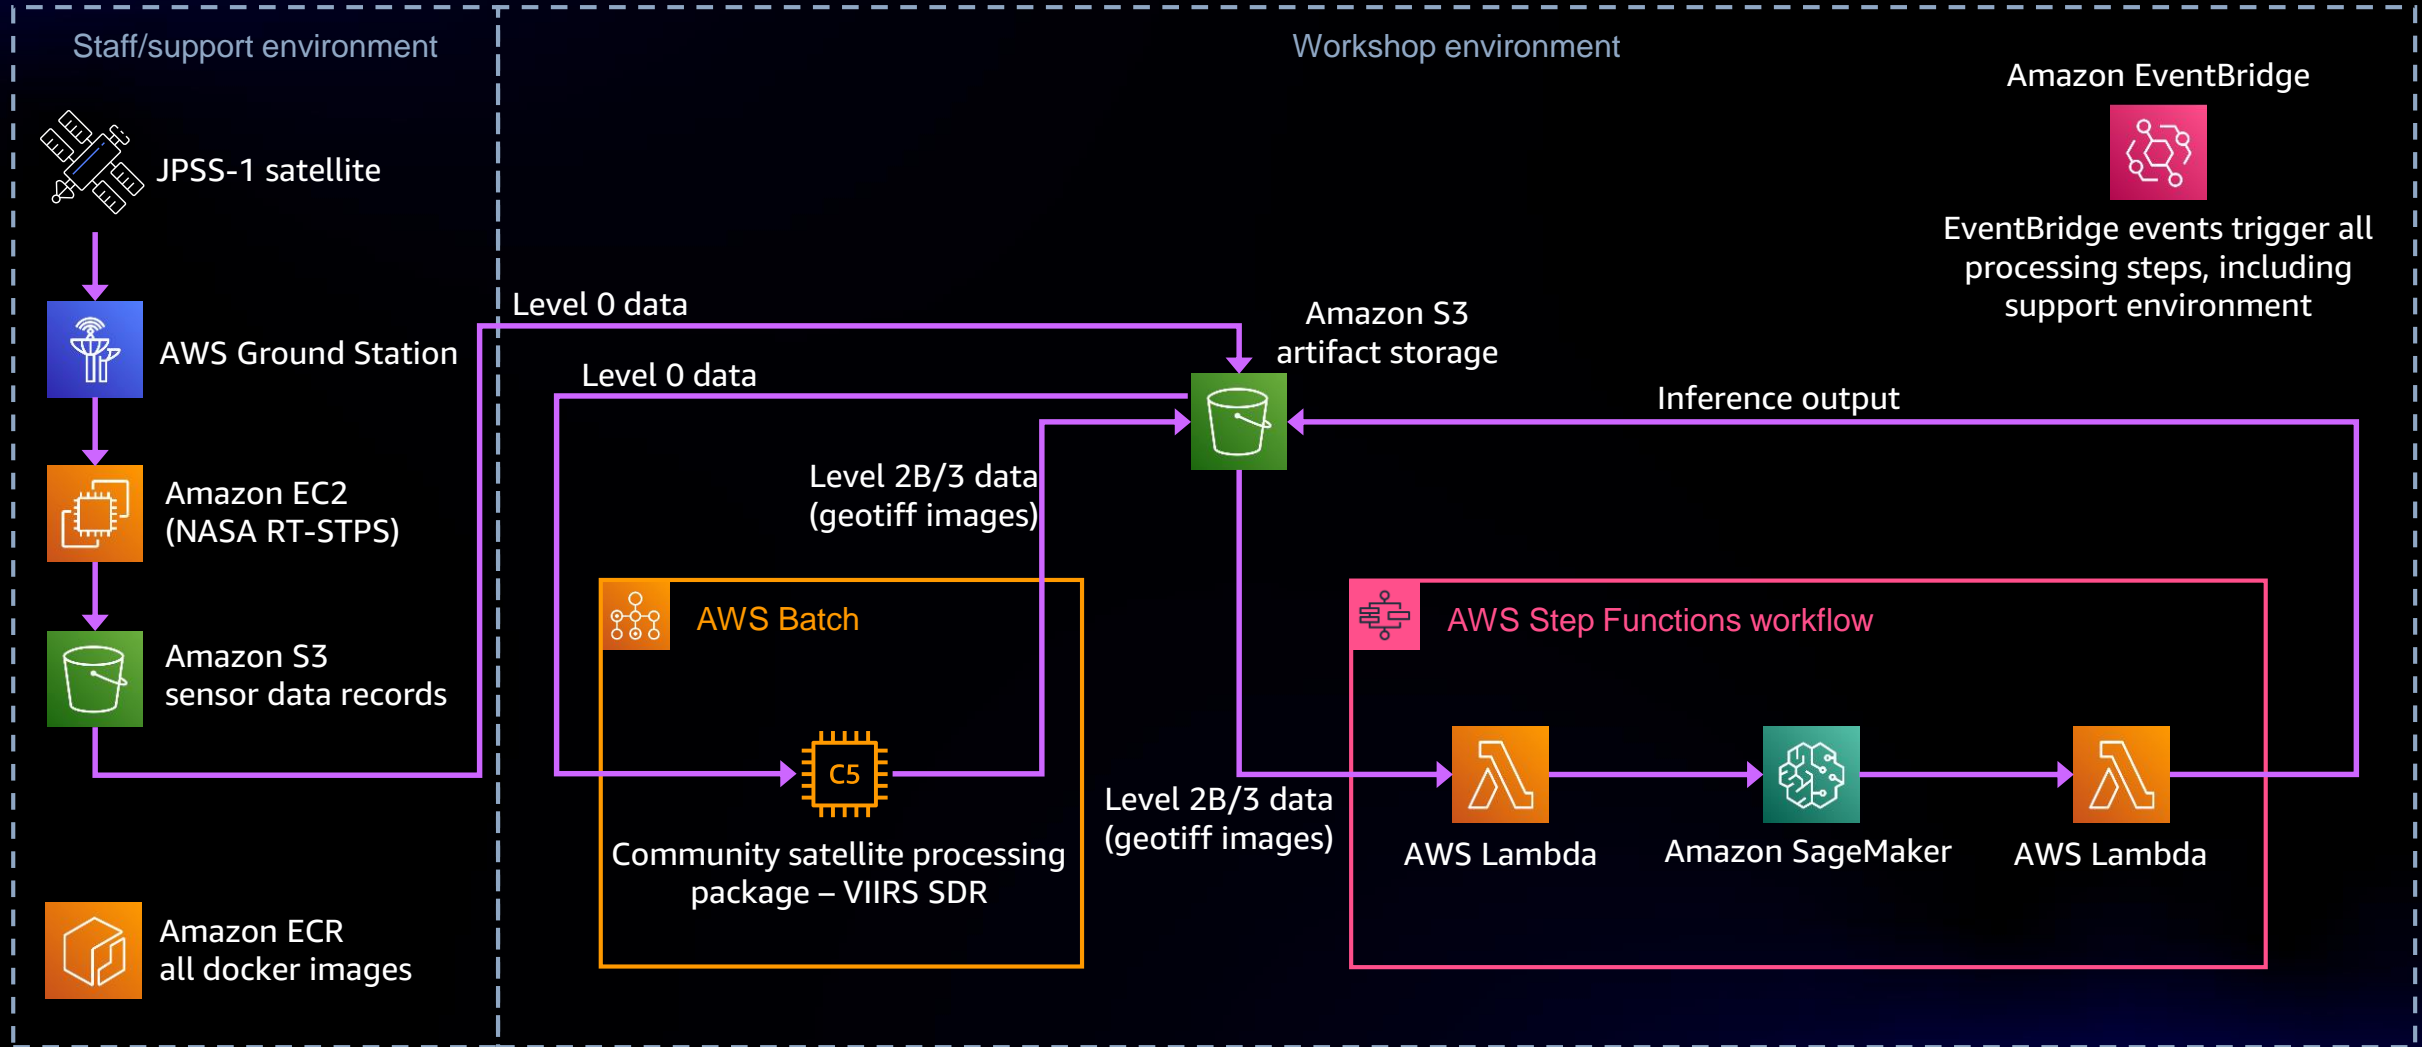 Staff/support environment
Workshop environment
Amazon EventBridge
JPSS-1 satellite
EventBridge events trigger all
processing steps, including
support environment
Level 0 data
Amazon S3
artifact storage
AWS Ground Station
Level 0 data
Inference output
Level 2B/3 data
(geotiff images)
Amazon EC2
(NASA RT-STPS)
AWS Batch
AWS Step Functions workflow
Amazon S3
sensor data records
C5
Level 2B/3 data
(geotiff images)
Community satellite processing
package – VIIRS SDR
AWS Lambda
Amazon SageMaker
AWS Lambda
Amazon ECR
all docker images